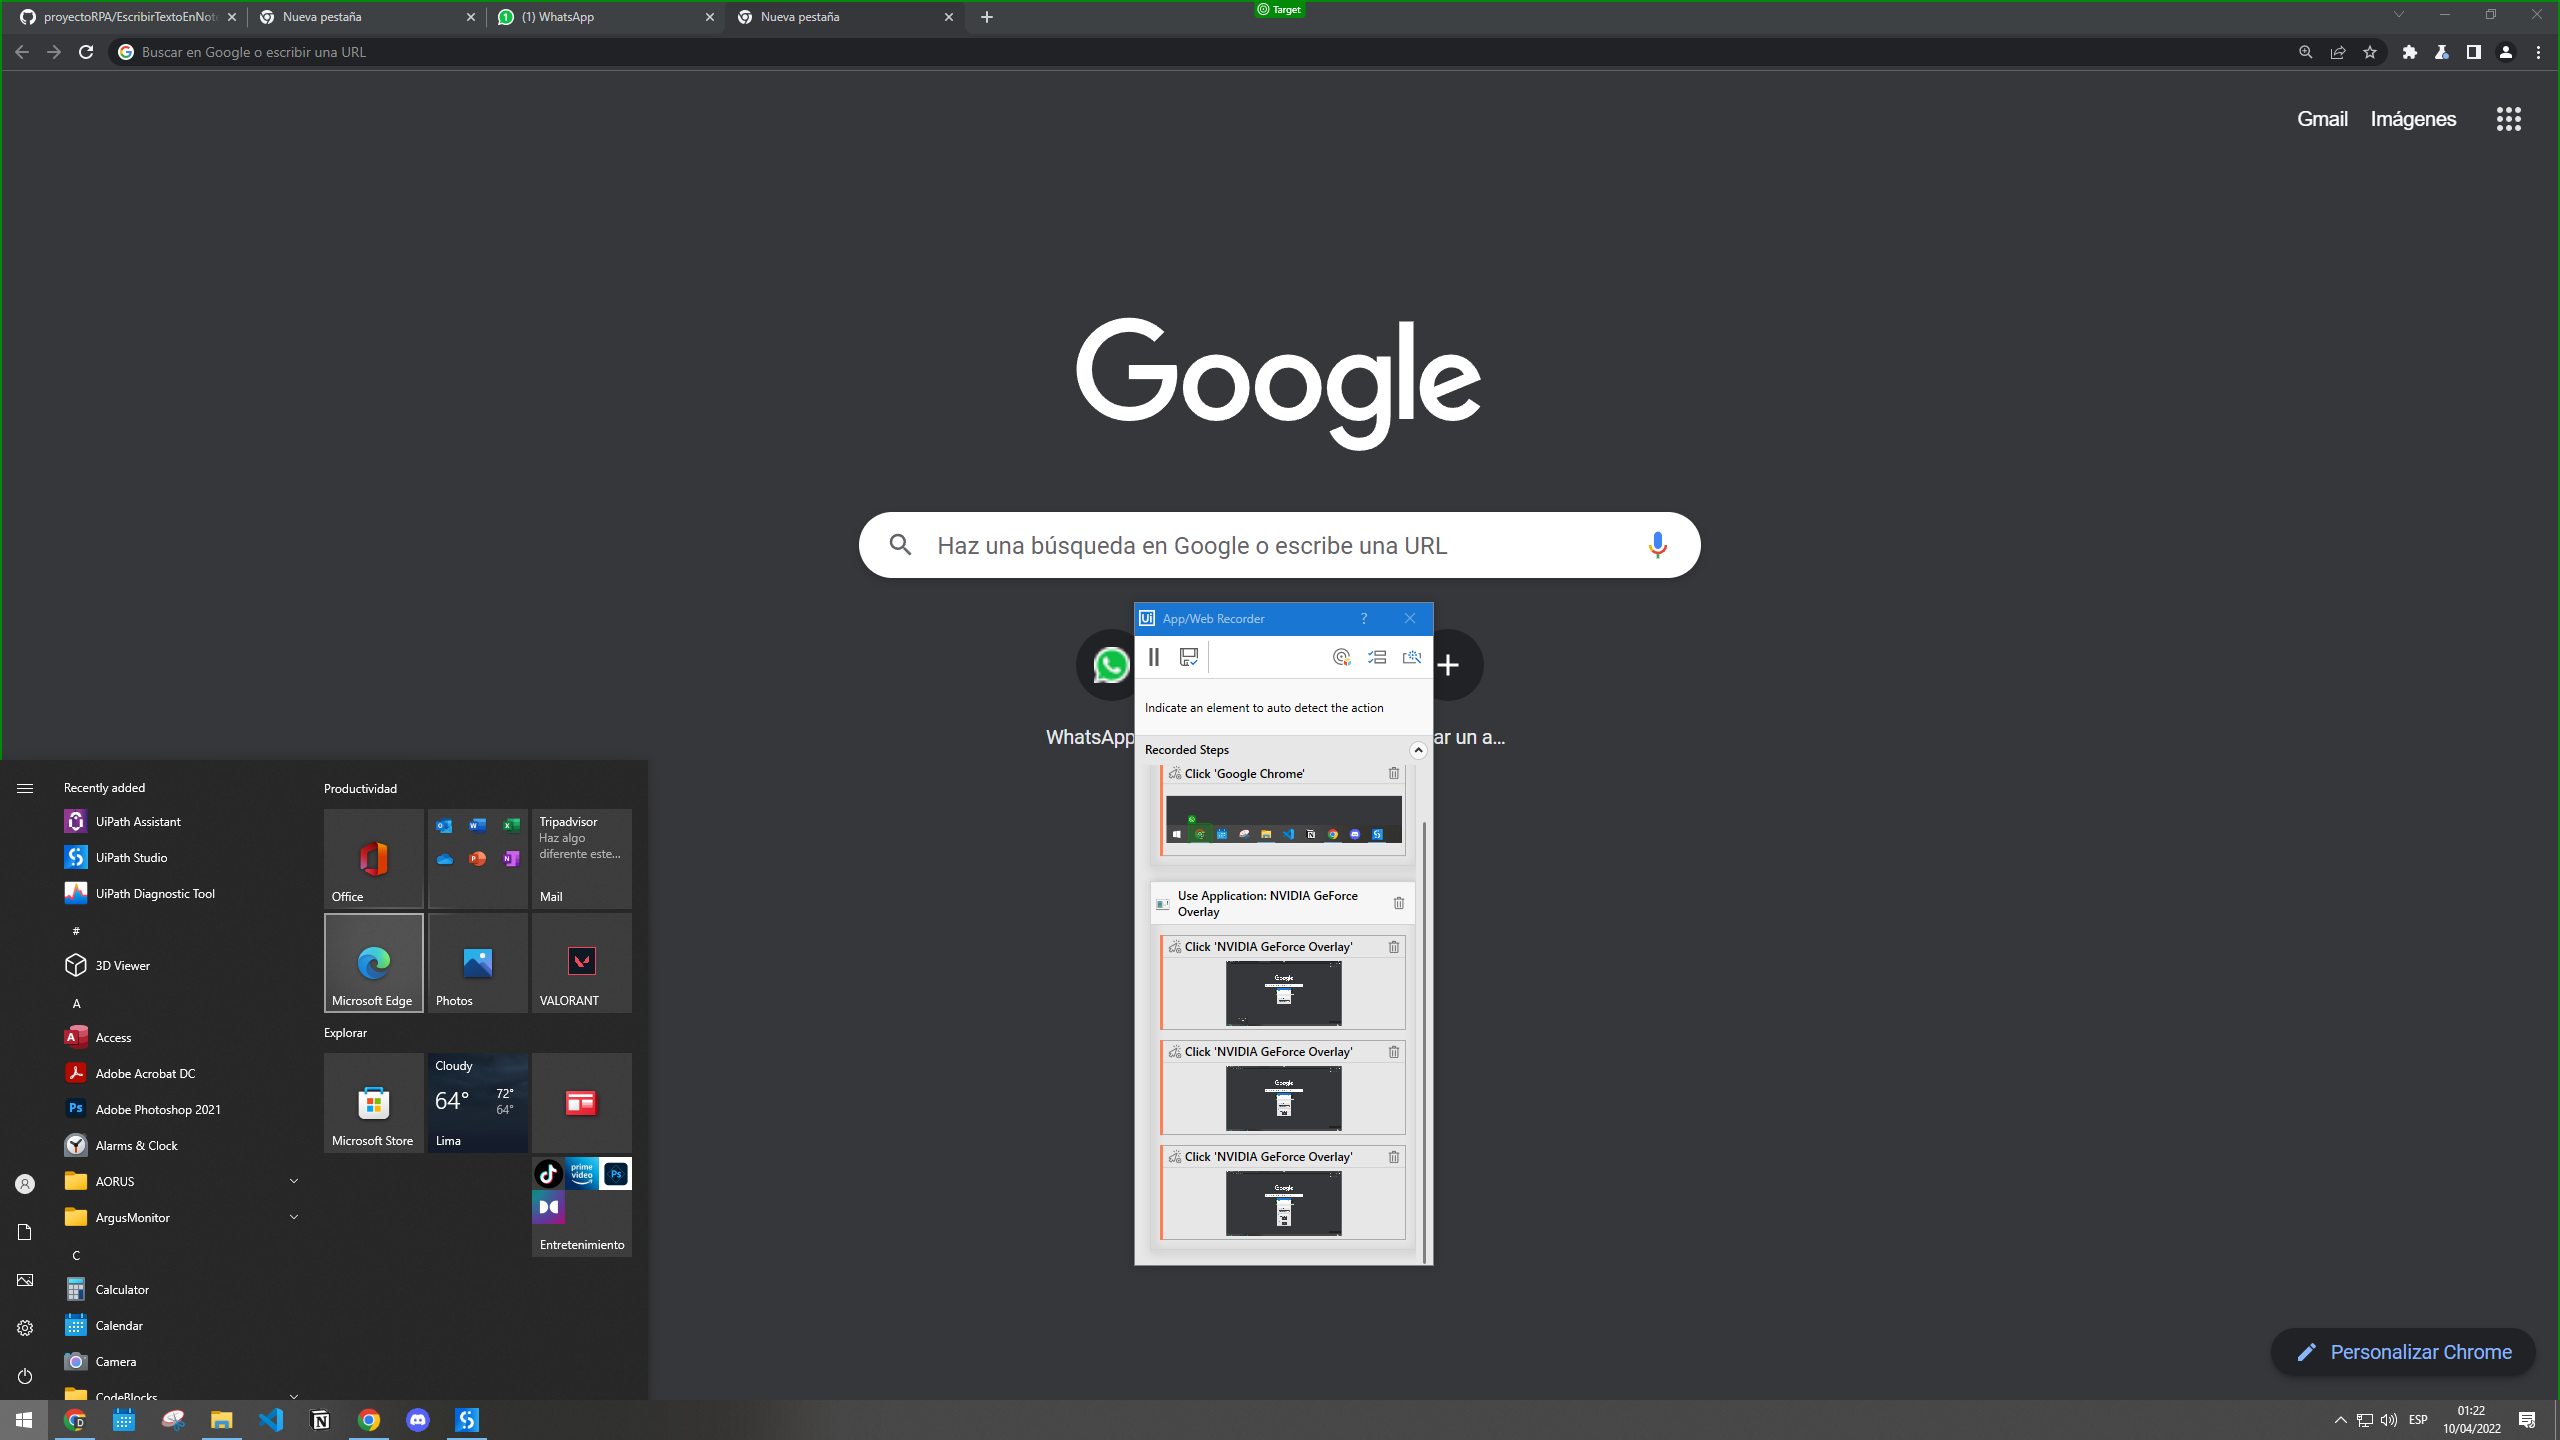 proyectoRPA/EscribirTextoEnNote
Nueva pestaña
(1) WhatsApp
Nueva pestaña
Target
Buscar en Google o escribir una URL
Gmail
Imágenes
Google
Haz una búsqueda en Google o escribe una URL
WhatsApp
ar un a...
App/Web Recorder
Indicate an element to auto detect the action
Recorded Steps
Click 'Google Chrome'
Use Application: NVIDIA GeForce
Overlay
Click 'NVIDIA GeForce Overlay'
Click 'NVIDIA GeForce Overlay'
Click 'NVIDIA GeForce Overlay'
Recently added
UiPath Assistant
UiPath Studio
UiPath Diagnostic Tool
#
3D Viewer
A
Access
Adobe Acrobat DC
Adobe Photoshop 2021
Alarms & Clock
AORUS
ArgusMonitor
C
Calculator
Calendar
Camera
CodeBlocks
Productividad
Office
Tripadvisor
Haz algo
diferente este...
Mail
Microsoft Edge
Photos
VALORANT
Explorar
Microsoft Store
Cloudy
64°
72°
64°
Lima
prime
video
Ps
Entretenimiento
Personalizar Chrome
ESP
01:22
10/04/2022